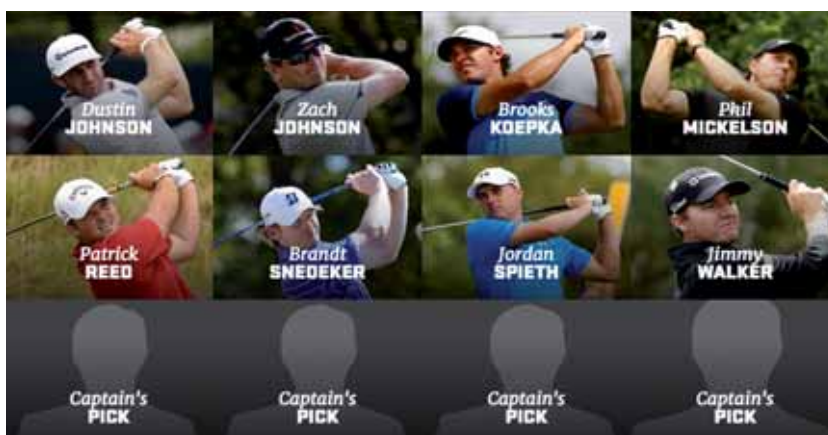 Dustin
JOHNSON
Zach
JOHNSON
Brooks
KOEPKA
Phil
MICKELSON
Patrick
REED
Brandt
SNEDEKER
Jordan
SPIETH
Jimmy
WALKER
Captain's
PICK
Captain's
PICK
Captain's
PICK
Captain's
PICK